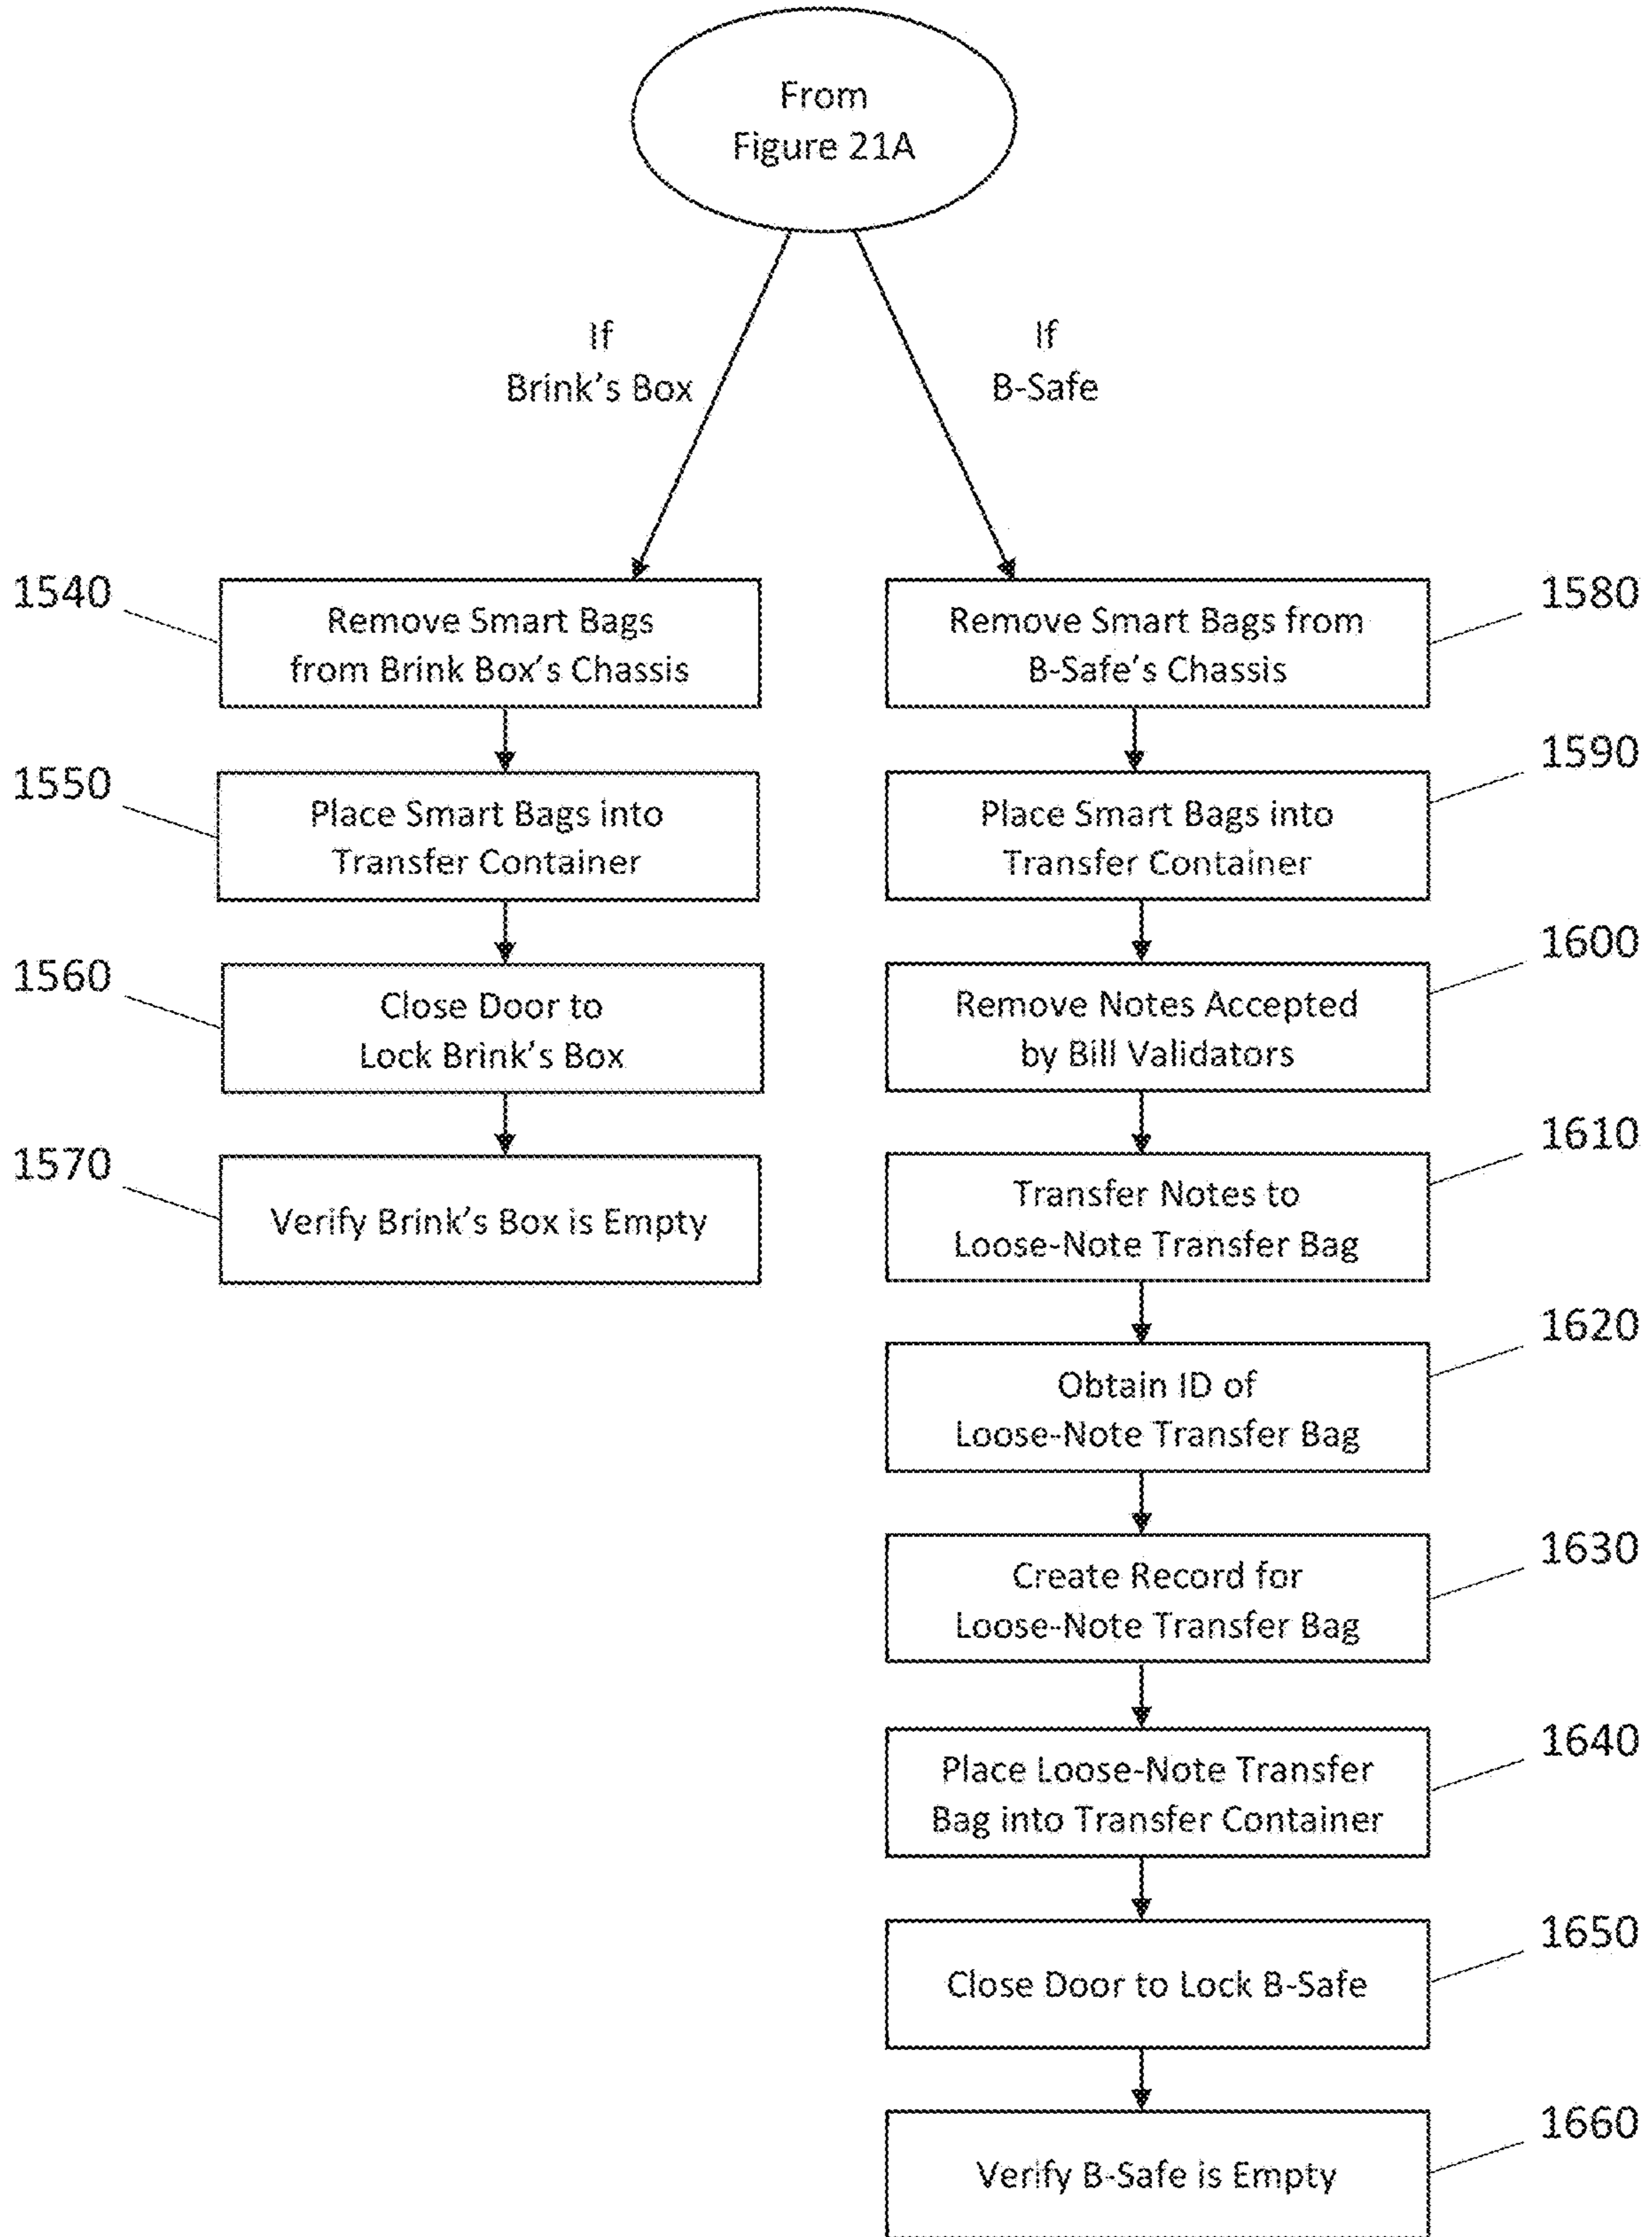 From
Figure 21A
If
Brink's Box
If
B-Safe
1540
Remove Smart Bags
from Brink Box's Chassis
1550
Place Smart Bags into
Transfer Container
1560
Close Door to
Lock Brink's Box
1570
Verify Brink's Box is Empty
1580
Remove Smart Bags from
B-Safe's Chassis
1590
Place Smart Bags into
Transfer Container
1600
Remove Notes Accepted
by Bill Validators
1610
Transfer Notes to
Loose-Note Transfer Bag
1620
Obtain ID of
Loose-Note Transfer Bag
1630
Create Record for
Loose-Note Transfer Bag
1640
Place Loose-Note Transfer
Bag into Transfer Container
1650
Close Door to Lock B-Safe
1660
Verify B-Safe is Empty